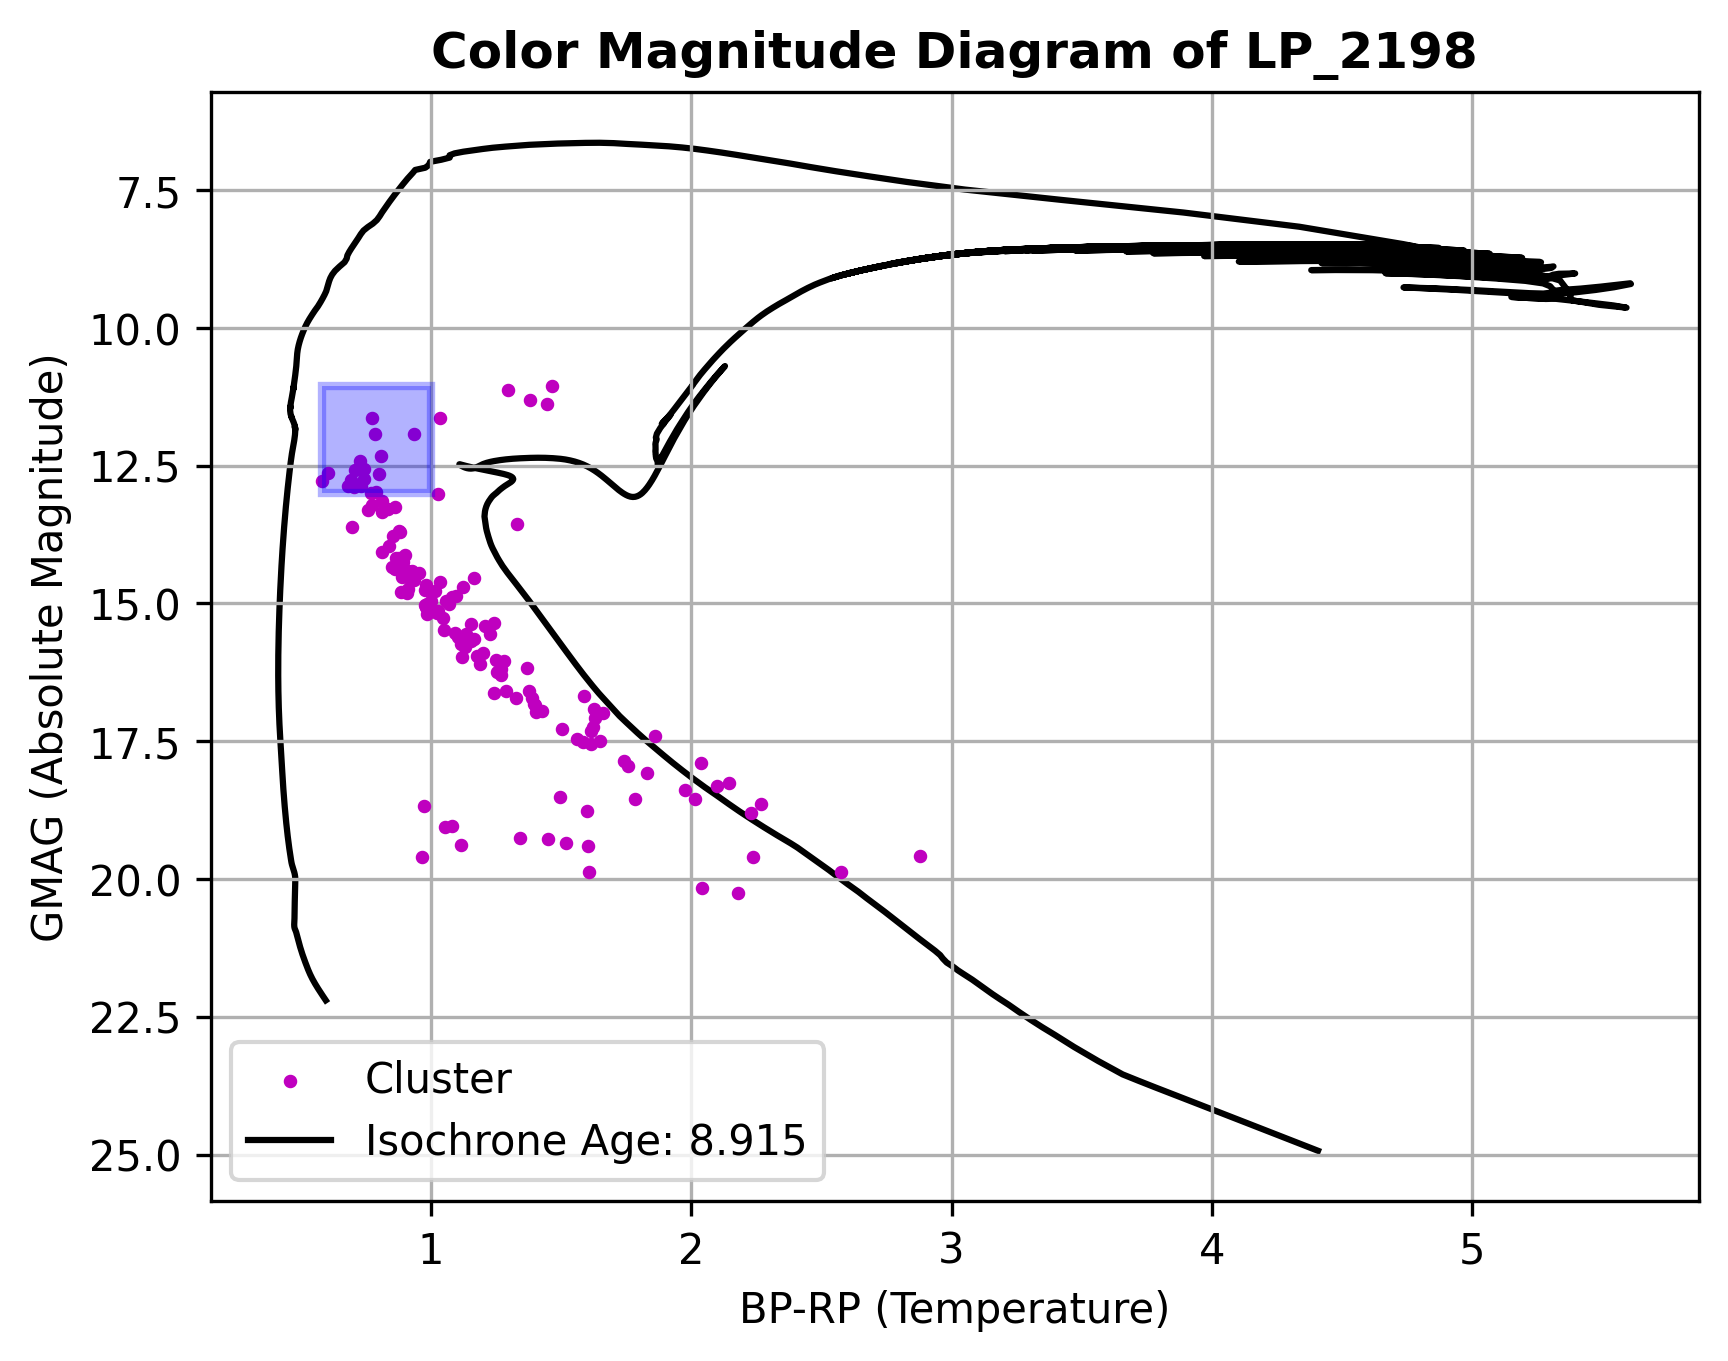 Color Magnitude Diagram of LP_2198
GMAG (Absolute Magnitude)
7.5
10.0
12.5
15.0
17.5
20.0
22.5
25.0
Cluster
Isochrone Age: 8.915
1 2 3 4 5
BP-RP (Temperature)